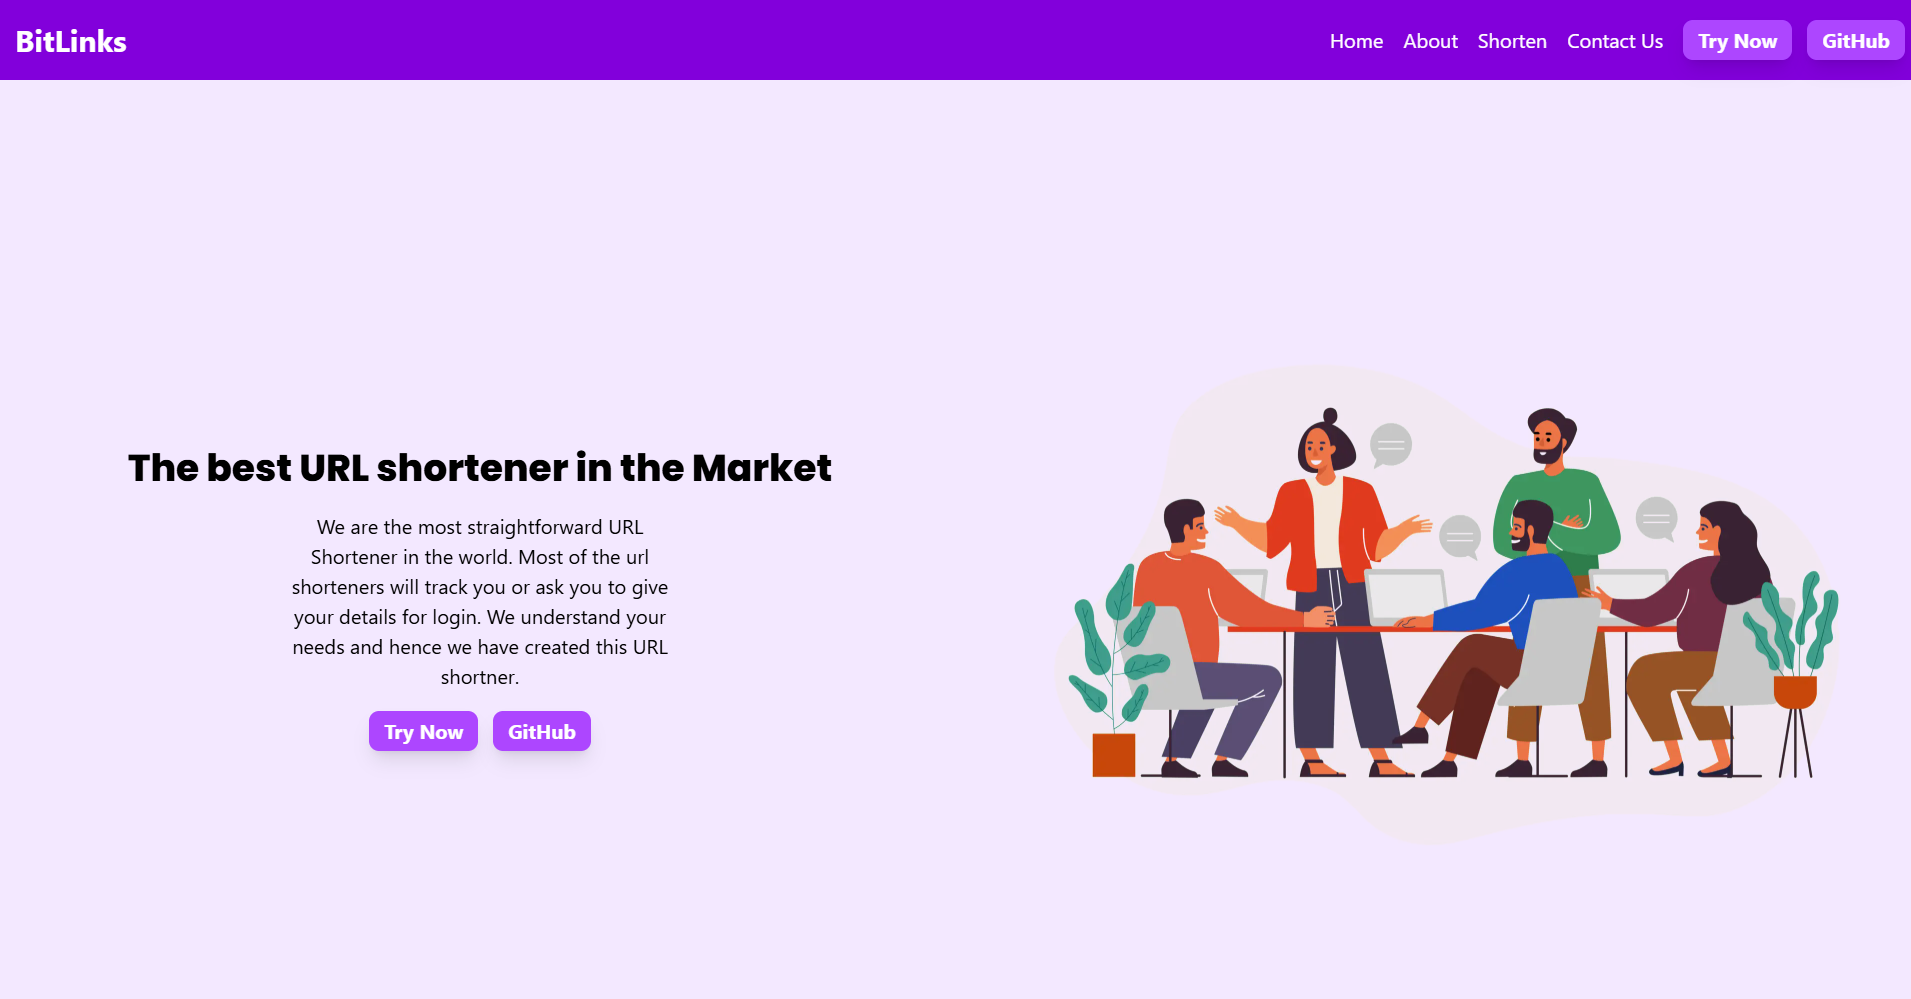 BitLinks
Home About Shorten Contact Us Try Now GitHub
The best URL shortener in the Market
We are the most straightforward URL
Shortener in the world. Most of the url
shorteners will track you or ask you to give
your details for login. We understand your
needs and hence we have created this URL
shortner.
Try Now GitHub